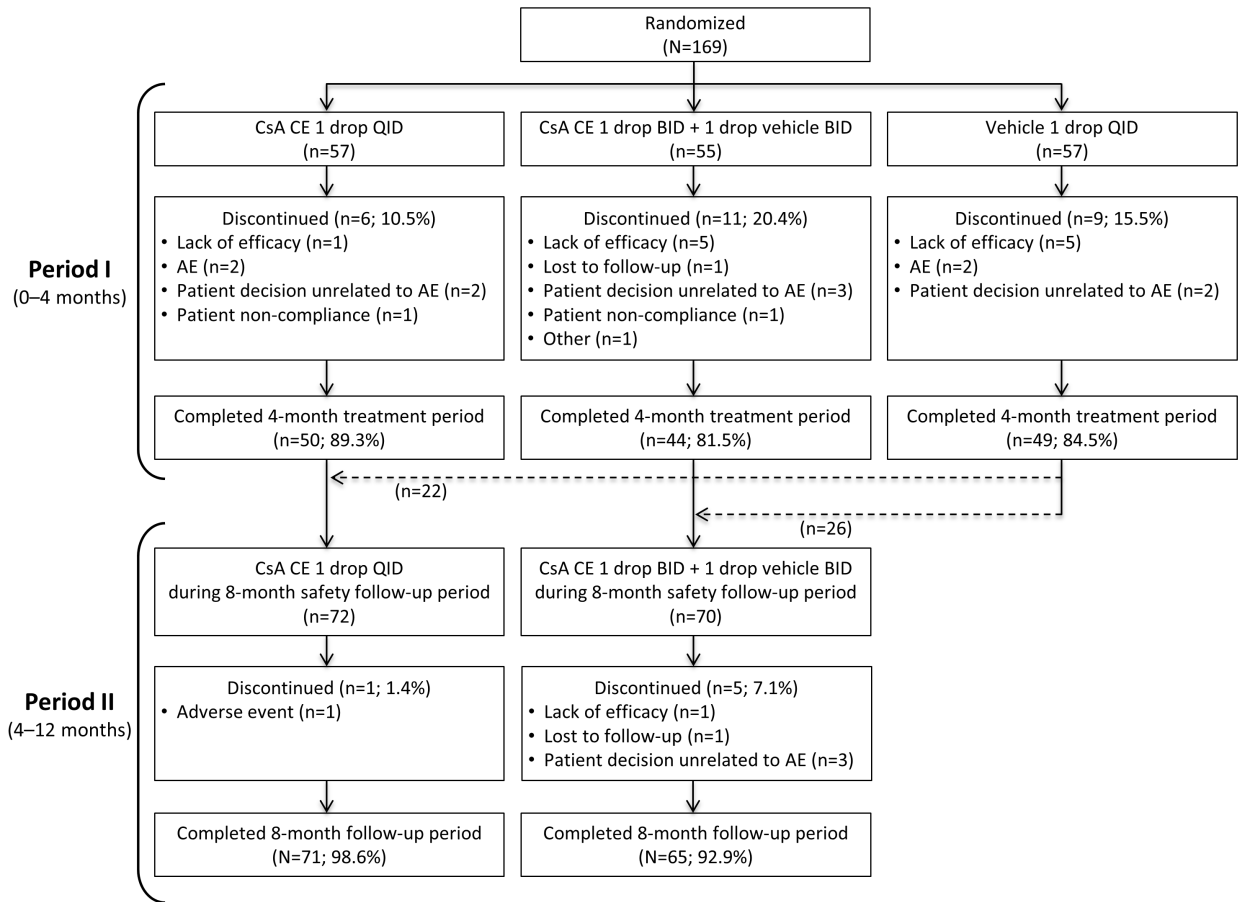 Randomized
(N=169)
Period I
(0–4 months)
CsA CE 1 drop QID
(n=57)
CsA CE 1 drop BID + 1 drop vehicle BID
(n=55)
Vehicle 1 drop QID
(n=57)
Discontinued (n=6; 10.5%)
• Lack of efficacy (n=1)
• AE (n=2)
• Patient decision unrelated to AE (n=2)
• Patient non-compliance (n=1)
Discontinued (n=11; 20.4%)
• Lack of efficacy (n=5)
• Lost to follow-up (n=1)
• Patient decision unrelated to AE (n=3)
• Patient non-compliance (n=1)
• Other (n=1)
Discontinued (n=9; 15.5%)
• Lack of efficacy (n=5)
• AE (n=2)
• Patient decision unrelated to AE (n=2)
Completed 4-month treatment period
(n=50; 89.3%)
Completed 4-month treatment period
(n=44; 81.5%)
Completed 4-month treatment period
(n=49; 84.5%)
(n=22)
(n=26)
Period II
(4–12 months)
CsA CE 1 drop QID
during 8-month safety follow-up period
(n=72)
CsA CE 1 drop BID + 1 drop vehicle BID
during 8-month safety follow-up period
(n=70)
Discontinued (n=1; 1.4%)
• Adverse event (n=1)
Discontinued (n=5; 7.1%)
• Lack of efficacy (n=1)
• Lost to follow-up (n=1)
• Patient decision unrelated to AE (n=3)
Completed 8-month follow-up period
(N=71; 98.6%)
Completed 8-month follow-up period
(N=65; 92.9%)